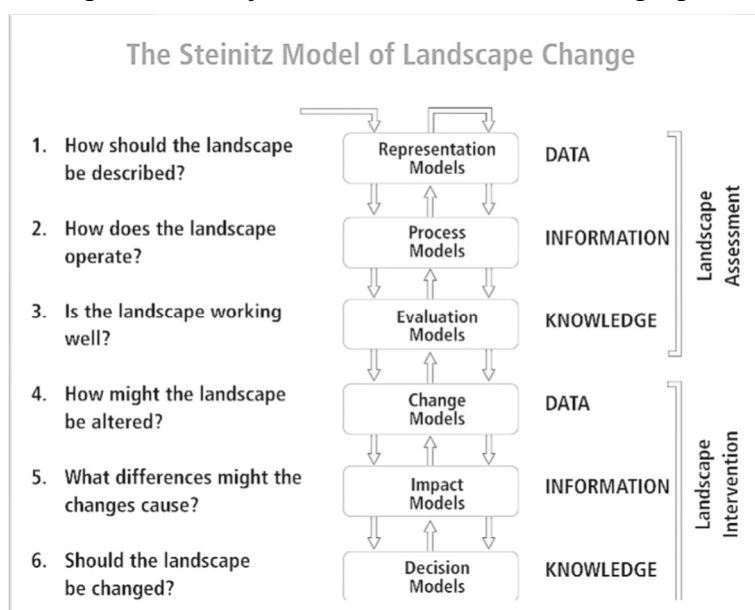 The Steinitz Model of Landscape Change
1. How should the landscape
be described?
Representation
Models
DATA
2. How does the landscape
operate?
Process
Models
INFORMATION
3. Is the landscape working
well?
Evaluation
Models
KNOWLEDGE
Landscape
Assessment
4. How might the landscape
be altered?
Change
Models
DATA
5. What differences might the
changes cause?
Impact
Models
INFORMATION
6. Should the landscape
be changed?
Decision
Models
KNOWLEDGE
Landscape
Intervention